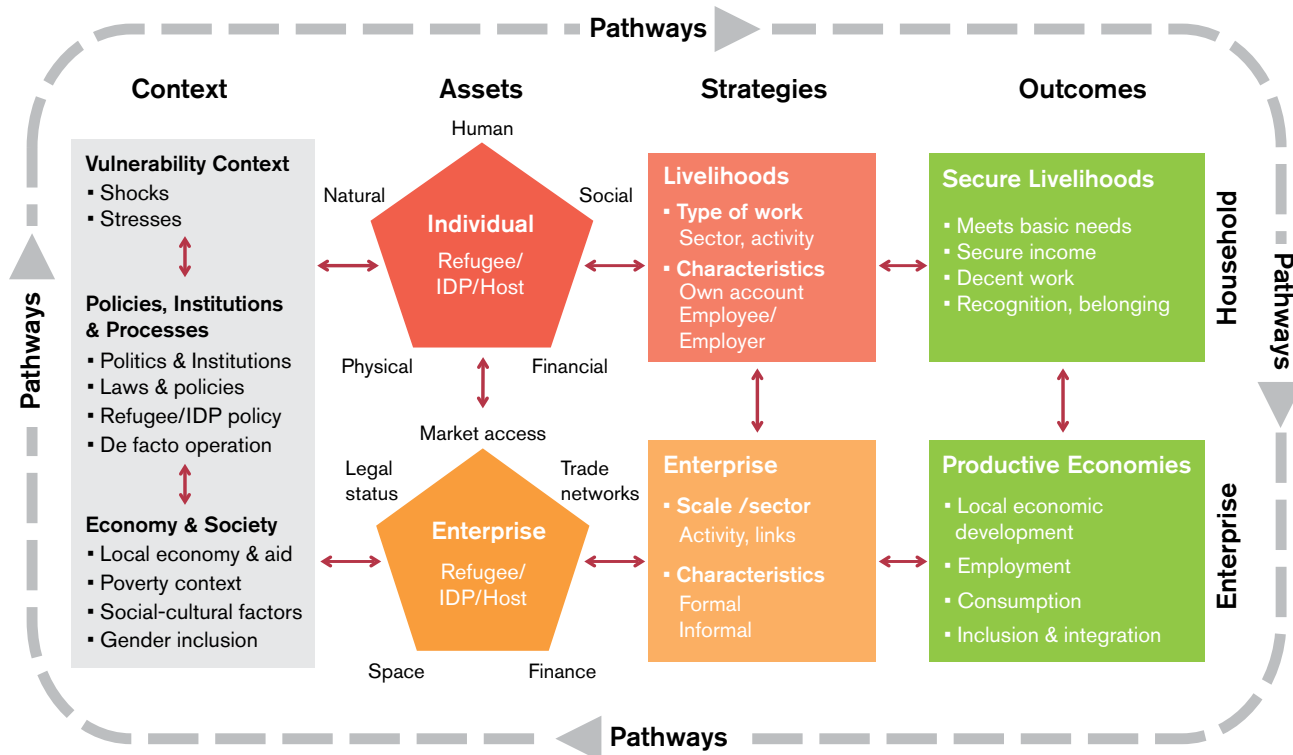 Pathways
Context
Assets
Strategies
Outcomes
Vulnerability Context
▪ Shocks
▪ Stresses
Policies, Institutions
& Processes
▪ Politics & Institutions
▪ Laws & policies
▪ Refugee/IDP policy
▪ De facto operation
Economy & Society
▪ Local economy & aid
▪ Poverty context
▪ Social-cultural factors
▪ Gender inclusion
Human
Natural
Social
Individual
Refugee/
IDP/Host
Physical
Financial
Market access
Legal
status
Trade
networks
Enterprise
Refugee/
IDP/Host
Space
Finance
Livelihoods
▪ Type of work
Sector, activity
▪ Characteristics
Own account
Employee/
Employer
Enterprise
▪ Scale /sector
Activity, links
▪ Characteristics
Formal
Informal
Secure Livelihoods
▪ Meets basic needs
▪ Secure income
▪ Decent work
▪ Recognition, belonging
Productive Economies
▪ Local economic
development
▪ Employment
▪ Consumption
▪ Inclusion & integration
Household
Enterprise
Pathways
Pathways
Pathways